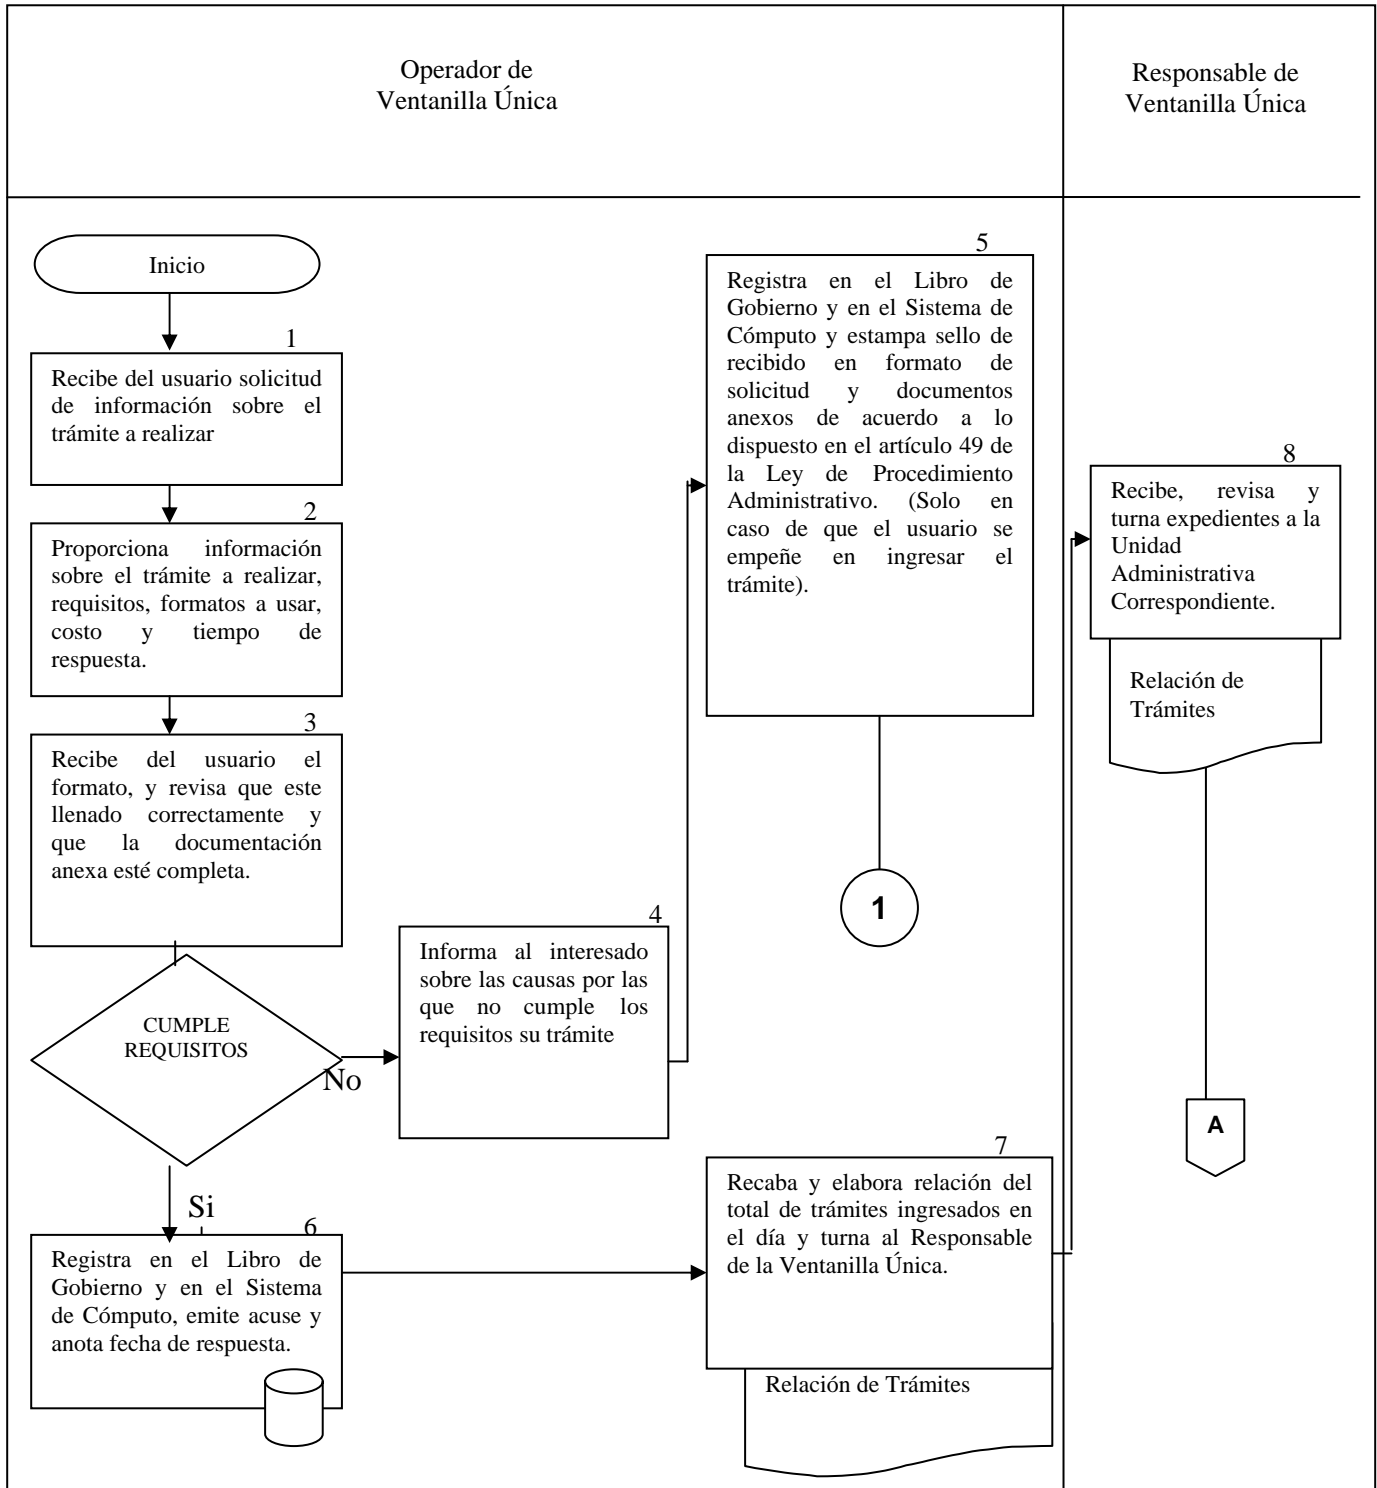 Operador de
Ventanilla Única
Responsable de
Ventanilla Única
Inicio
1
Recibe del usuario solicitud
de información sobre el
trámite a realizar
2
Proporciona información
sobre el trámite a realizar,
requisitos, formatos a usar,
costo y tiempo de
respuesta.
3
Recibe del usuario el
formato, y revisa que este
llenado correctamente y
que la documentación
anexa esté completa.
CUMPLE
REQUISITOS
No
Si
4
Informa al interesado
sobre las causas por las
que no cumple los
requisitos su trámite
5
Registra en el Libro de
Gobierno y en el Sistema de
Cómputo y estampa sello de
recibido en formato de
solicitud y documentos
anexos de acuerdo a lo
dispuesto en el artículo 49 de
la Ley de Procedimiento
Administrativo. (Solo en
caso de que el usuario se
empeñe en ingresar el
trámite).
1
6
Registra en el Libro de
Gobierno y en el Sistema
de Cómputo, emite acuse y
anota fecha de respuesta.
7
Recaba y elabora relación del
total de trámites ingresados en
el día y turna al Responsable
de la Ventanilla Única.
Relación de Trámites
8
Recibe, revisa y
turna expedientes a la
Unidad
Administrativa
Correspondiente.
Relación de
Trámites
A